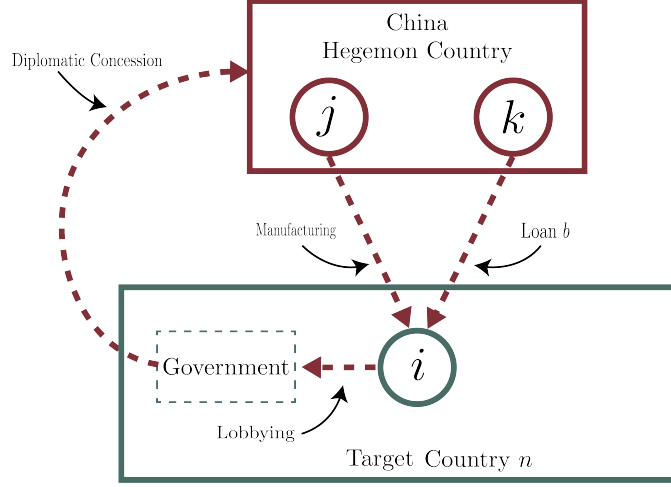 China
Hegemon Country
Diplomatic Concession
j
k
Manufacturing
Loan b
Government
i
Lobbying
Target Country n